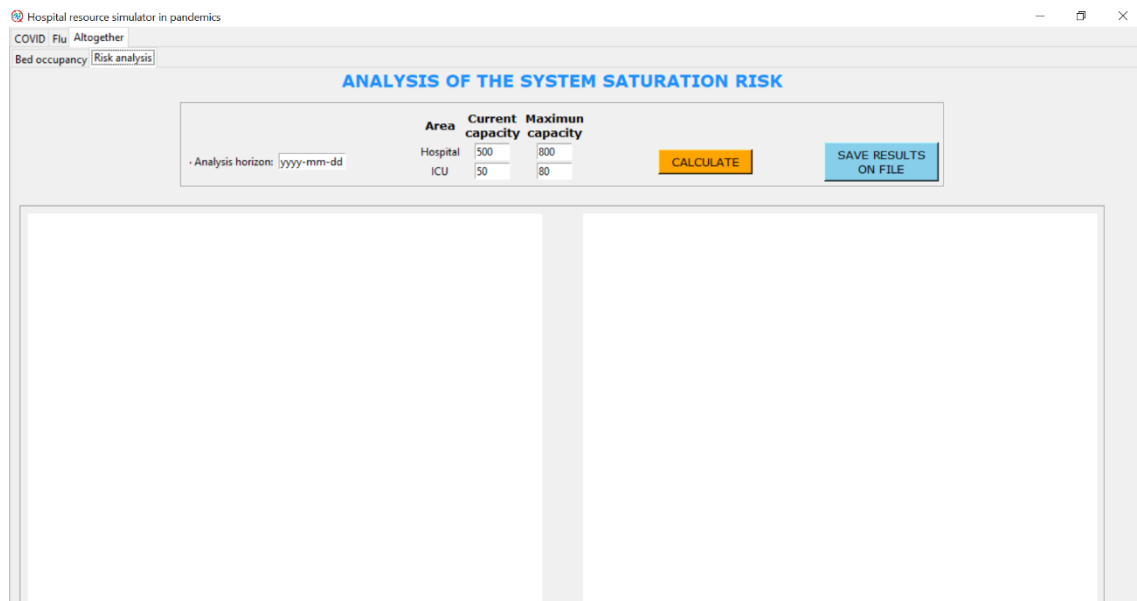 Hospital resource simulator in pandemics
COVID Flu Altogether
Bed occupancy Risk analysis
ANALYSIS OF THE SYSTEM SATURATION RISK
Area Current capacity Maximun capacity
· Analysis horizon: yyyy-mm-dd
Hospital 500 800
ICU 50 80
CALCULATE
SAVE RESULTS
ON FILE